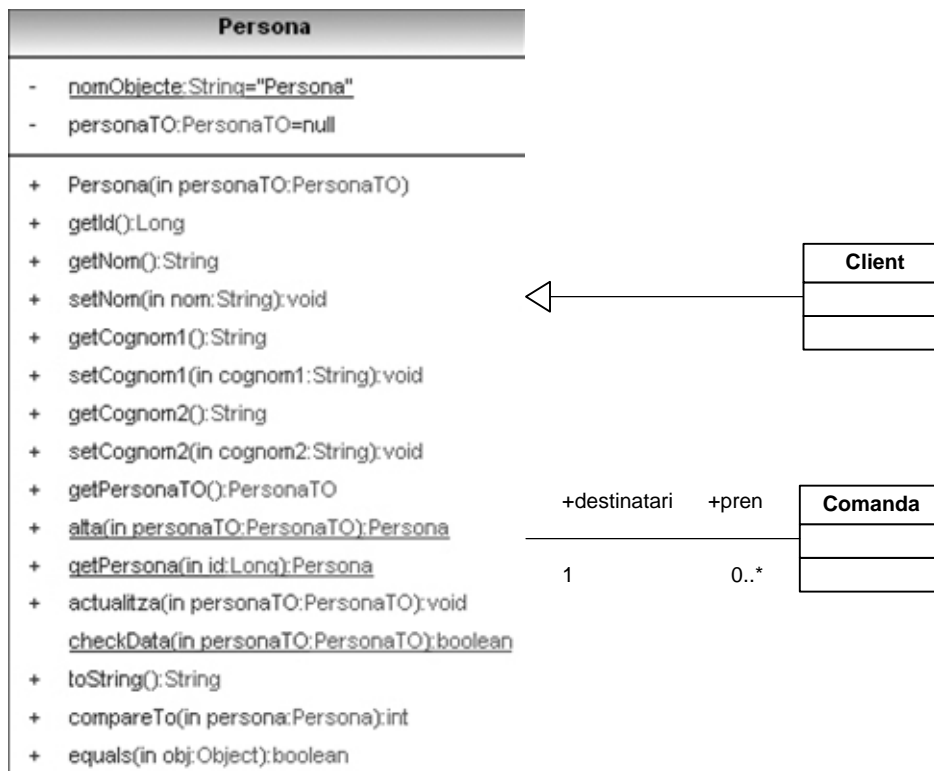 Persona
- nomObjecte:String="Persona"
- personaTO:PersonaTO=null
+ Persona(in personaTO:PersonaTO)
+ getId():Long
+ getNom():String
+ setNom(in nom:String):void
+ getCognom1():String
+ setCognom1(in cognom1:String):void
+ getCognom2():String
+ setCognom2(in cognom2:String):void
+ getPersonaTO():PersonaTO
+ alta(in personaTO:PersonaTO):Persona
+ getPersona(in id:Long):Persona
+ actualitza(in personaTO:PersonaTO):void
checkData(in personaTO:PersonaTO):boolean
+ toString():String
+ compareTo(in persona:Persona):int
+ equals(in obj:Object):boolean
Client
+destinatari +pren
1 0..*
Comanda